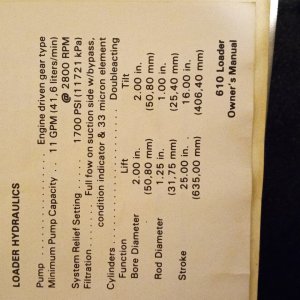 LOADER HYDRAULICS
Pump . . . . . . . . . . . . . . . . . . Engine driven gear type
Minimum Pump Capacity . . . 11 GPM (41,6 liters/min)
@ 2800 RPM
System Relief Setting . . . . . . 1700 PSI (11721 kPa)
Filtration . . . . . . Full fow on suction side w/bypass,
condition indicator & 33 micron element
Cylinders . . . . . . . . . . . . . . . . . . Doubleacting
Function Lift Tilt
Bore Diameter 2.00 in. 2.00 in.
(50,80 mm) (50,80 mm)
Rod Diameter 1.25 in. 1.00 in.
(31,75 mm) (25,40 mm)
Stroke 25.00 in. 16.00 in.
(635,00 mm) (406,40 mm)
610 Loader
Owner's Manual